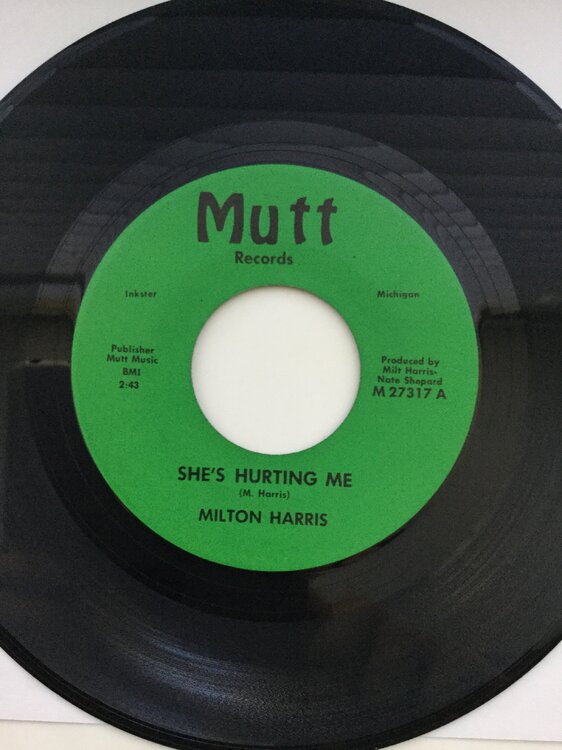 Mutt
Records
Inkster
Michigan
Publisher
Mutt Music
BMI
2:43
Produced by
Milt Harris-
Nate Shepard
M 27317 A
SHE'S HURTING ME
(M. Harris)
MILTON HARRIS